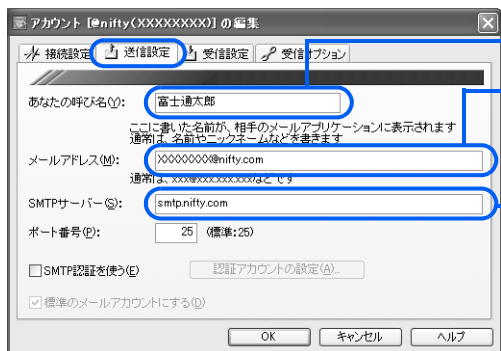 アカウント [@nifty(XXXXXXXX)] の編集
接続設定 送信設定 受信設定 受信オプション
あなたの呼び名(Y): 富士通太郎
ここに書いた名前が、相手のメールアプリケーションに表示されます
通常は、名前やニックネームなどを書きます
メールアドレス(M): XXXXXXXX@nifty.com
通常は、xxx@xxx.xxx.xxxなどです
SMTPサーバー(S): smtp.nifty.com
ポート番号(P): 25 (標準:25)
SMTP認証を使う(E) 認証アカウントの設定(A)...
標準のメールアカウントにする(D)
OK キャンセル ヘルプ